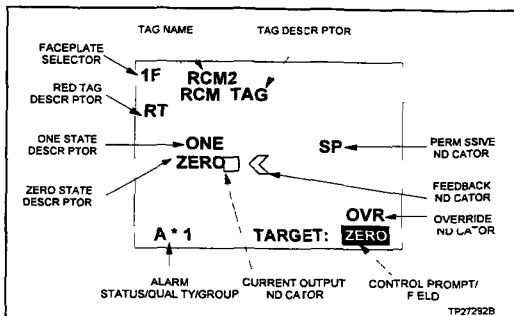 TAG NAME
TAG DESCR PTOR
FACEPLATE
SELECTOR
1F
RCM2
RCM TAG
RED TAG
DESCR PTOR
RT
ONE STATE
DESCR PTOR
ONE
SP
PERM SSIVE
ND CATOR
ZERO
ZERO STATE
DESCR PTOR
FEEDBACK
ND CATOR
OVR
OVERRIDE
ND CATOR
A * 1
TARGET:
ZERO
ALARM
STATUS/QUAL TY/GROUP
CURRENT OUTPUT
ND CATOR
CONTROL PROMPT/
F ELD
TP27292B